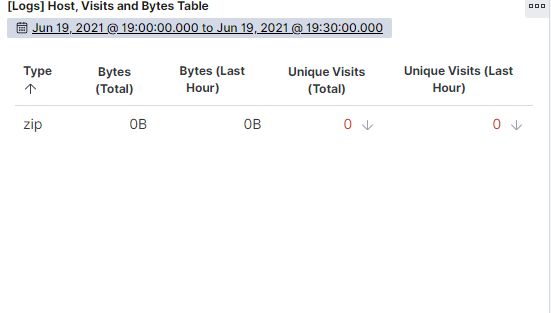 [Logs] Host, Visits and Bytes Table
Jun 19, 2021 @ 19:00:00.000 to Jun 19, 2021 @ 19:30:00.000
Type ↑ Bytes (Total) Bytes (Last Hour) Unique Visits (Total) Unique Visits (Last Hour)
zip 0B 0B 0 ↓ 0 ↓